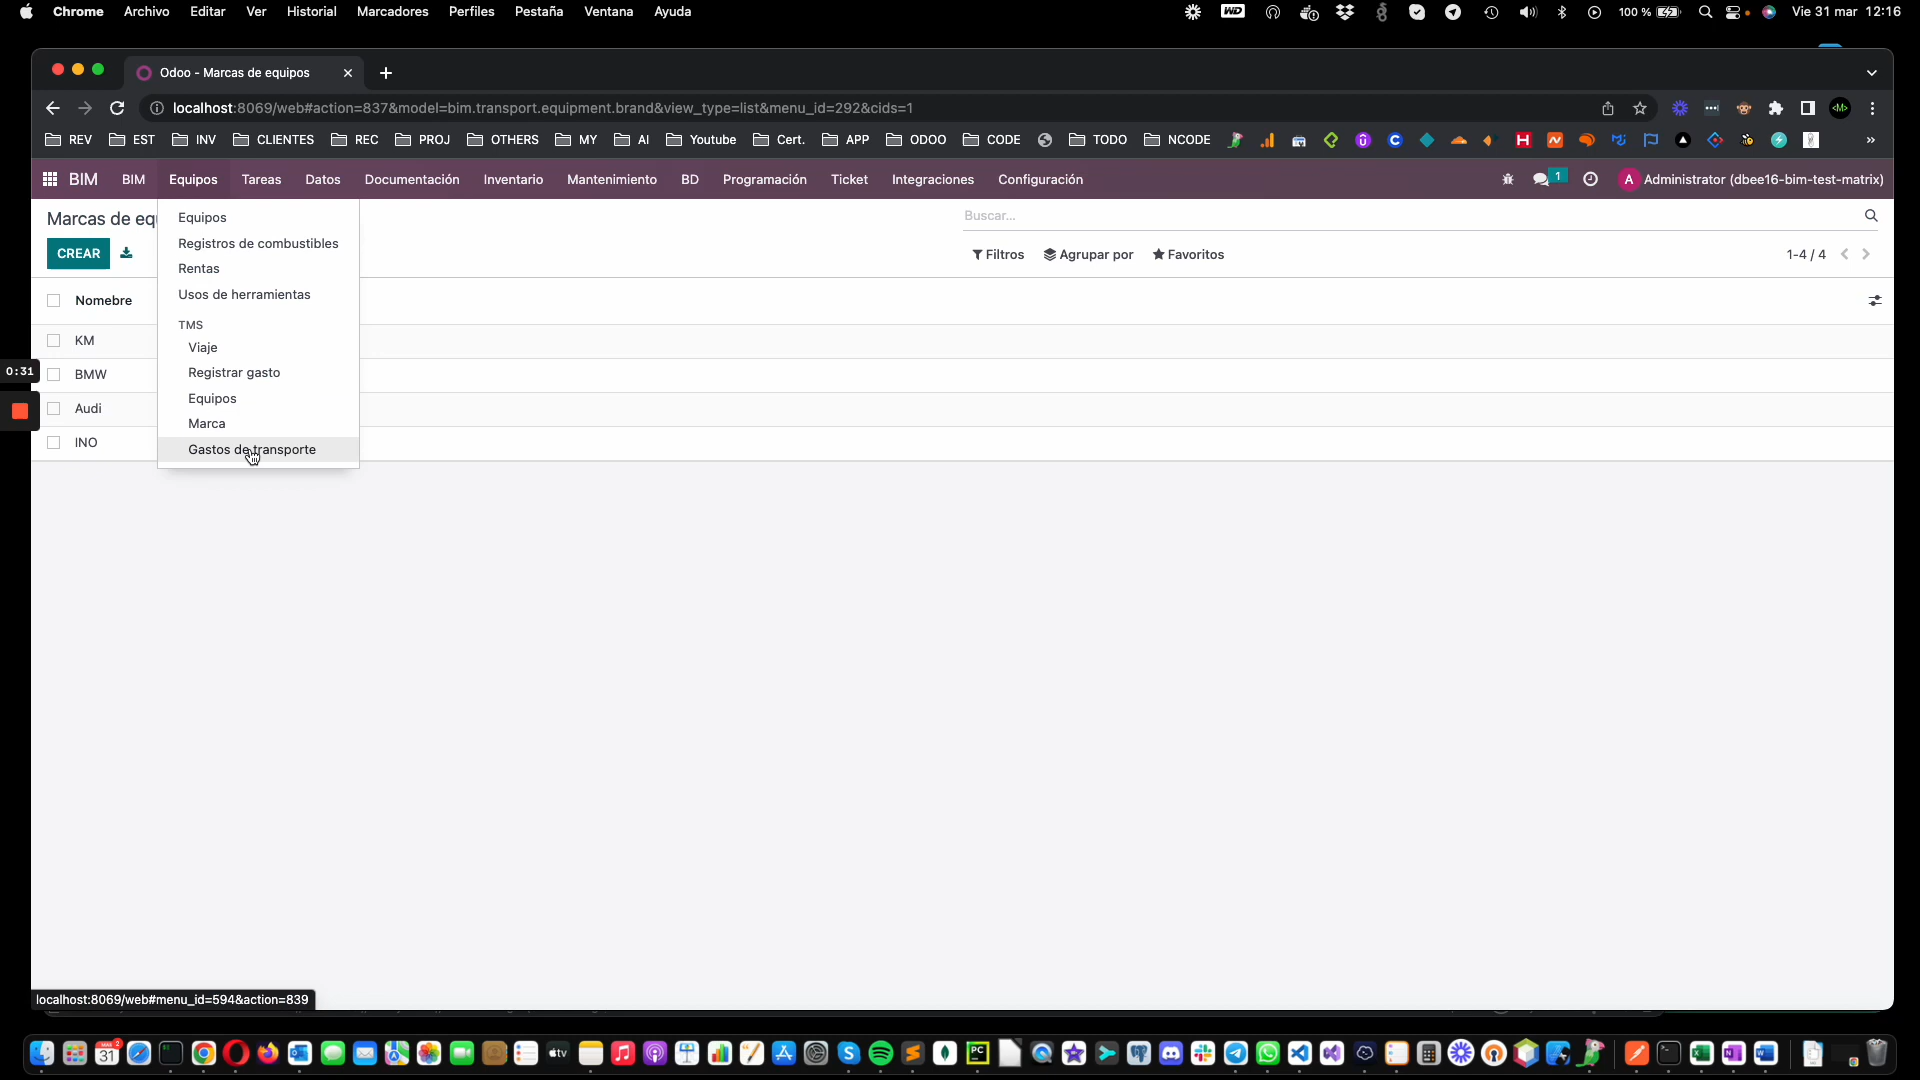 Chrome Archivo Editar Ver Historial Marcadores Perfiles Pestaña Ventana Ayuda
WD
100 %
Vie 31 mar 12:16
Odoo - Marcas de equipos
localhost:8069/web#action=837&model=bim.transport.equipment.brand&view_type=list&menu_id=292&cids=1
REV EST INV CLIENTES REC PROJ OTHERS MY AI Youtube Cert. APP ODOO CODE TODO NCODE
BIM BIM Equipos Tareas Datos Documentación Inventario Mantenimiento BD Programación Ticket Integraciones Configuración
1
A Administrator (dbee16-bim-test-matrix)
Marcas de eq
Buscar...
CREAR
Filtros Agrupar por Favoritos
1-4 / 4
Nomebre
KM
BMW
Audi
INO
Equipos
Registros de combustibles
Rentas
Usos de herramientas
TMS
Viaje
Registrar gasto
Equipos
Marca
Gastos de transporte
0:31
localhost:8069/web#menu_id=594&action=839
31
2
tv
PC